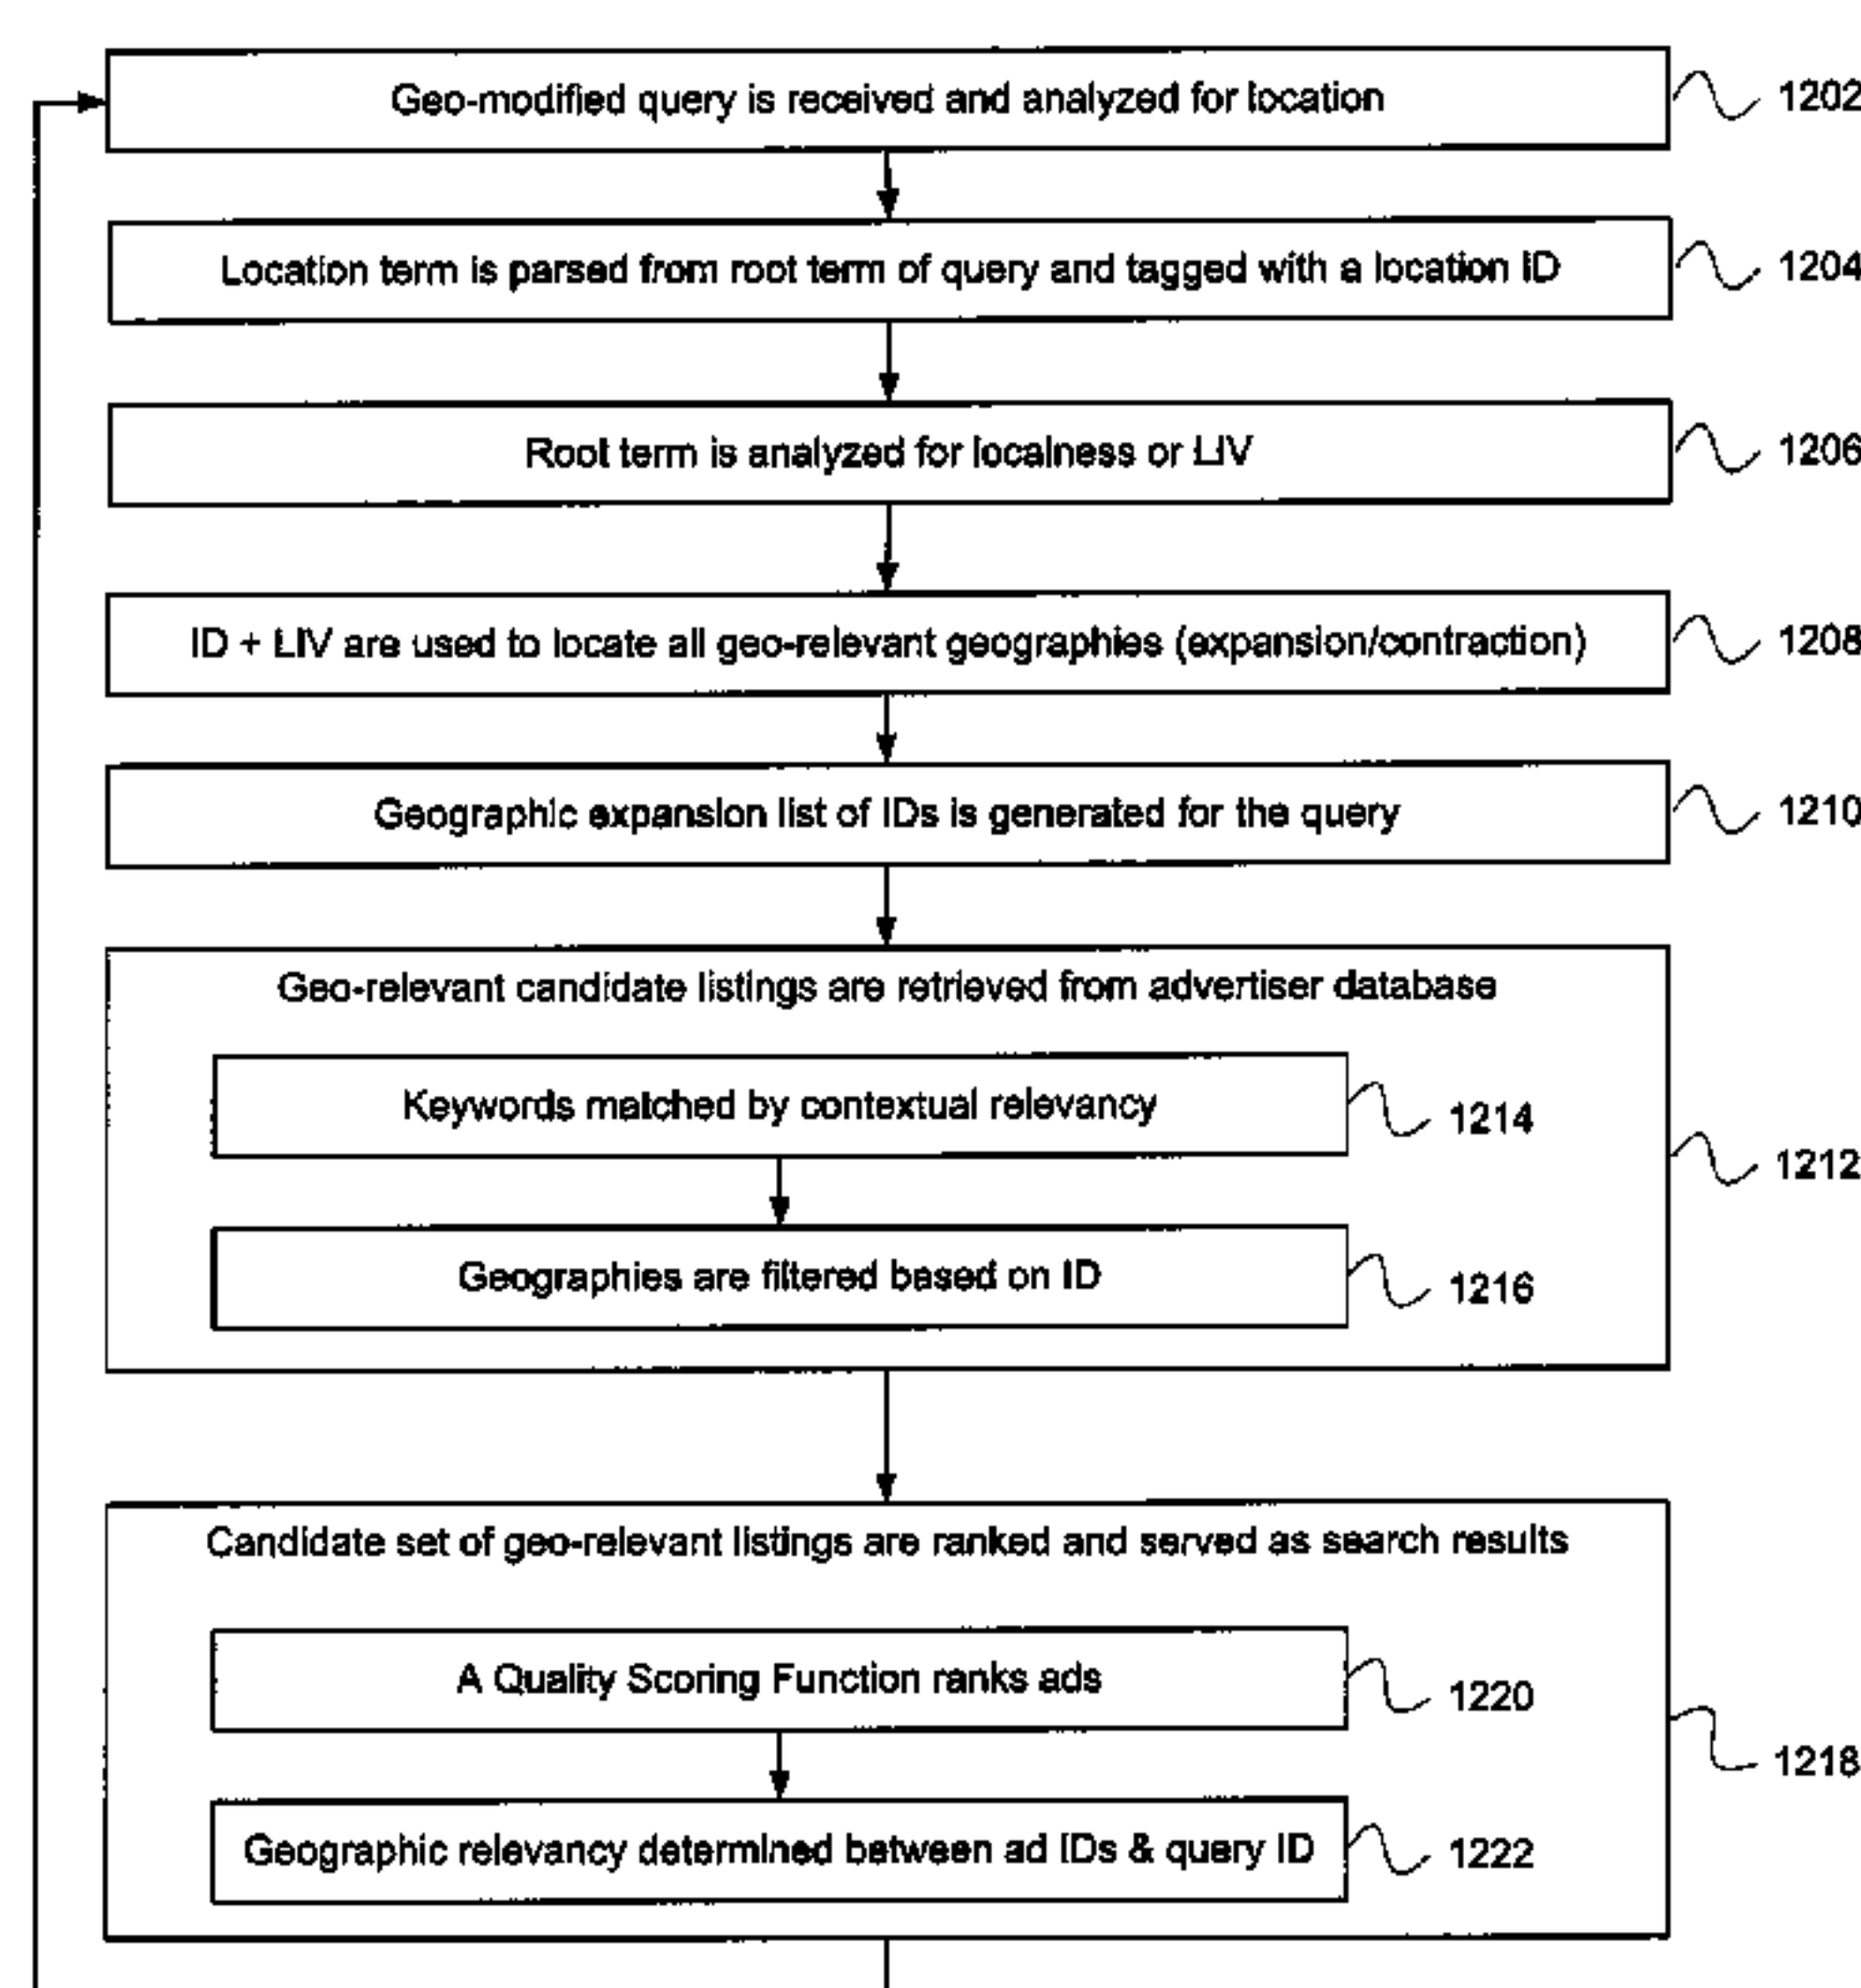 Geo-modified query is received and analyzed for location
1202
Location term is parsed from root term of query and tagged with a location ID
1204
Root term is analyzed for localness or LIV
1206
ID + LIV are used to locate all geo-relevant geographies (expansion/contraction)
1208
Geographic expansion list of IDs is generated for the query
1210
Geo-relevant candidate listings are retrieved from advertiser database
Keywords matched by contextual relevancy
1214
1212
Geographies are filtered based on ID
1216
Candidate set of geo-relevant listings are ranked and served as search results
A Quality Scoring Function ranks ads
1220
1218
Geographic relevancy determined between ad IDs & query ID
1222